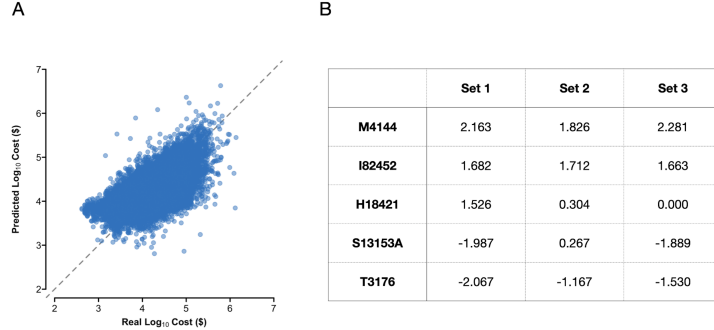 A
B
7
6
5
4
3
2
Predicted Log10 Cost ($)
2 3 4 5 6 7
Real Log10 Cost ($)
Set 1 Set 2 Set 3
M4144 2.163 1.826 2.281
I82452 1.682 1.712 1.663
H18421 1.526 0.304 0.000
S13153A -1.987 0.267 -1.889
T3176 -2.067 -1.167 -1.530